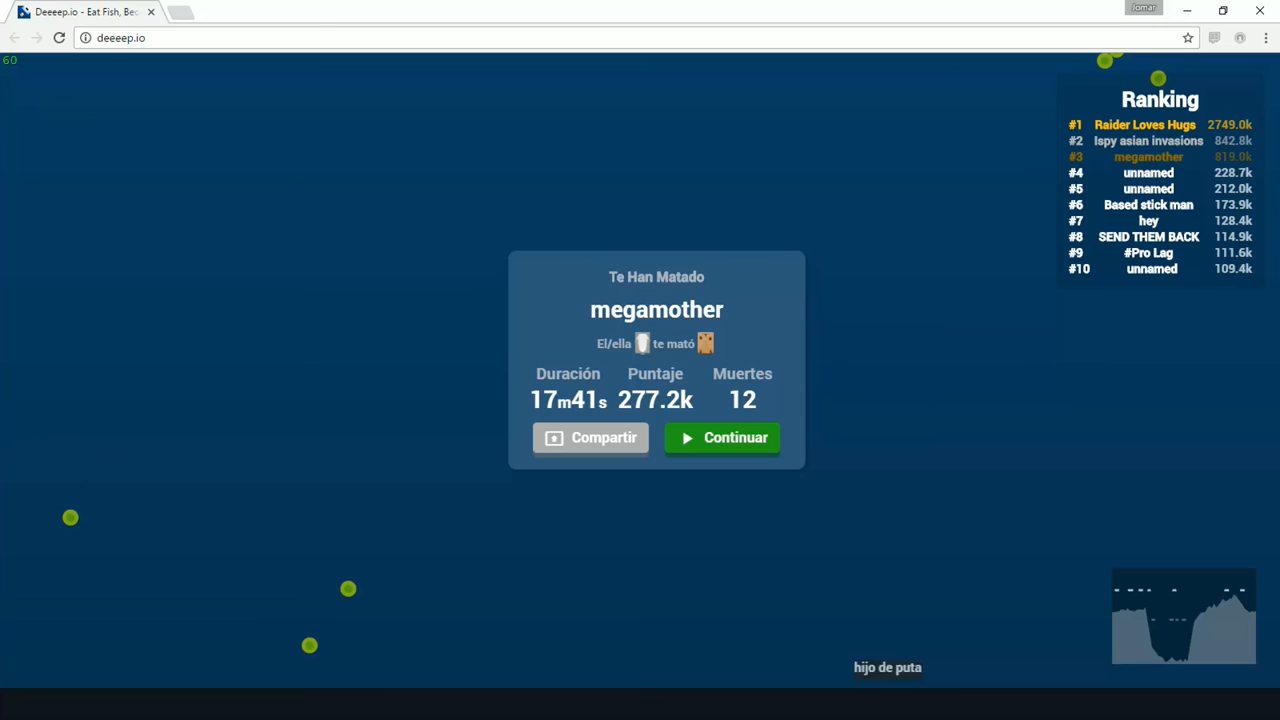 Deeeep.io - Eat Fish, Bec
Jomar
deeeep.io
60
Ranking
#1 Raider Loves Hugs 2749.0k
#2 Ispy asian invasions 842.8k
#3 megamother 819.0k
#4 unnamed 228.7k
#5 unnamed 212.0k
#6 Based stick man 173.9k
#7 hey 128.4k
#8 SEND THEM BACK 114.9k
#9 #Pro Lag 111.6k
#10 unnamed 109.4k
Te Han Matado
megamother
El/ella te mató
Duración Puntaje Muertes
17m41s 277.2k 12
Compartir Continuar
hijo de puta